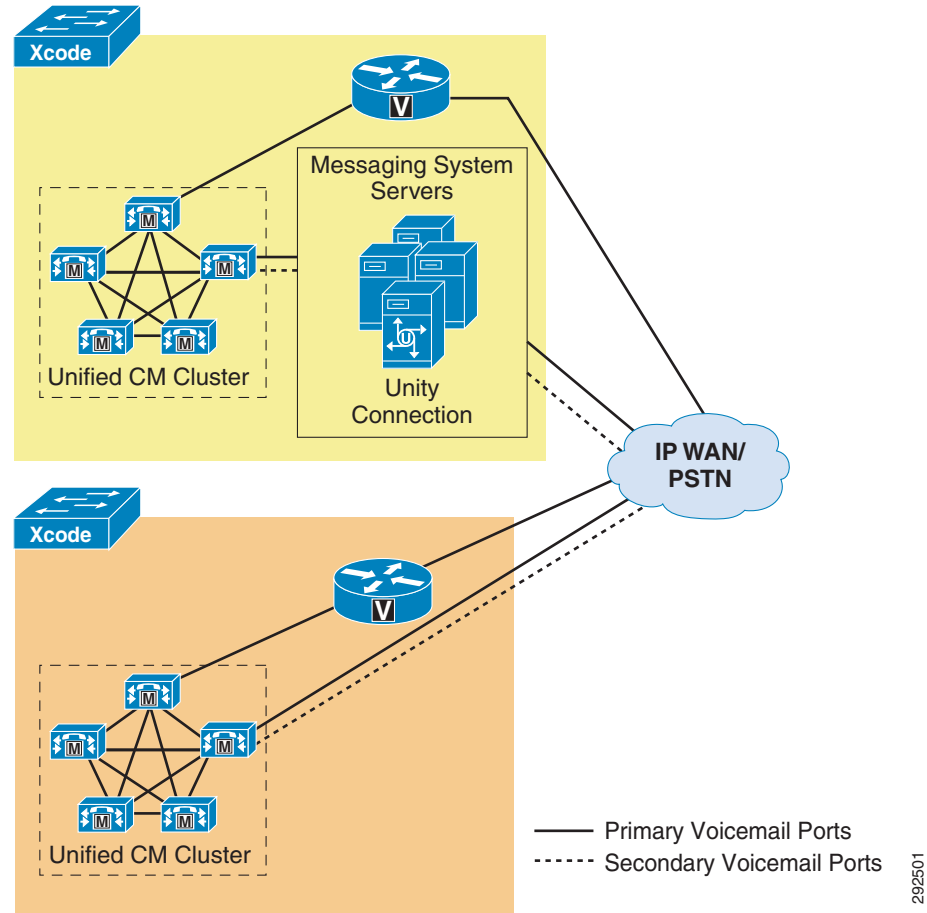 Xcode
V
Messaging System
Servers
M
M
M
M
M
U
Unified CM Cluster
Unity
Connection
IP WAN/
PSTN
Xcode
V
M
M
M
M
M
Unified CM Cluster
Primary Voicemail Ports
Secondary Voicemail Ports
292501